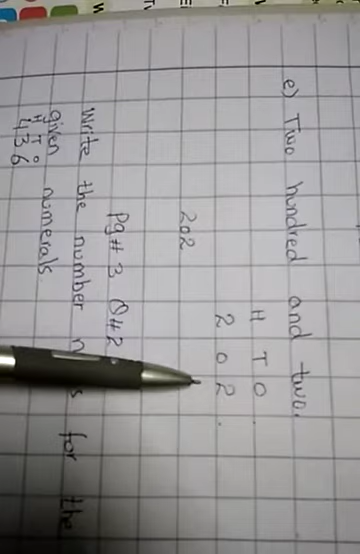 e) Two hundred and two.
H T O
2 0 2
202
Pg# 3 Q#2
Write the number for the
given numerals.
H T O
4 3 6